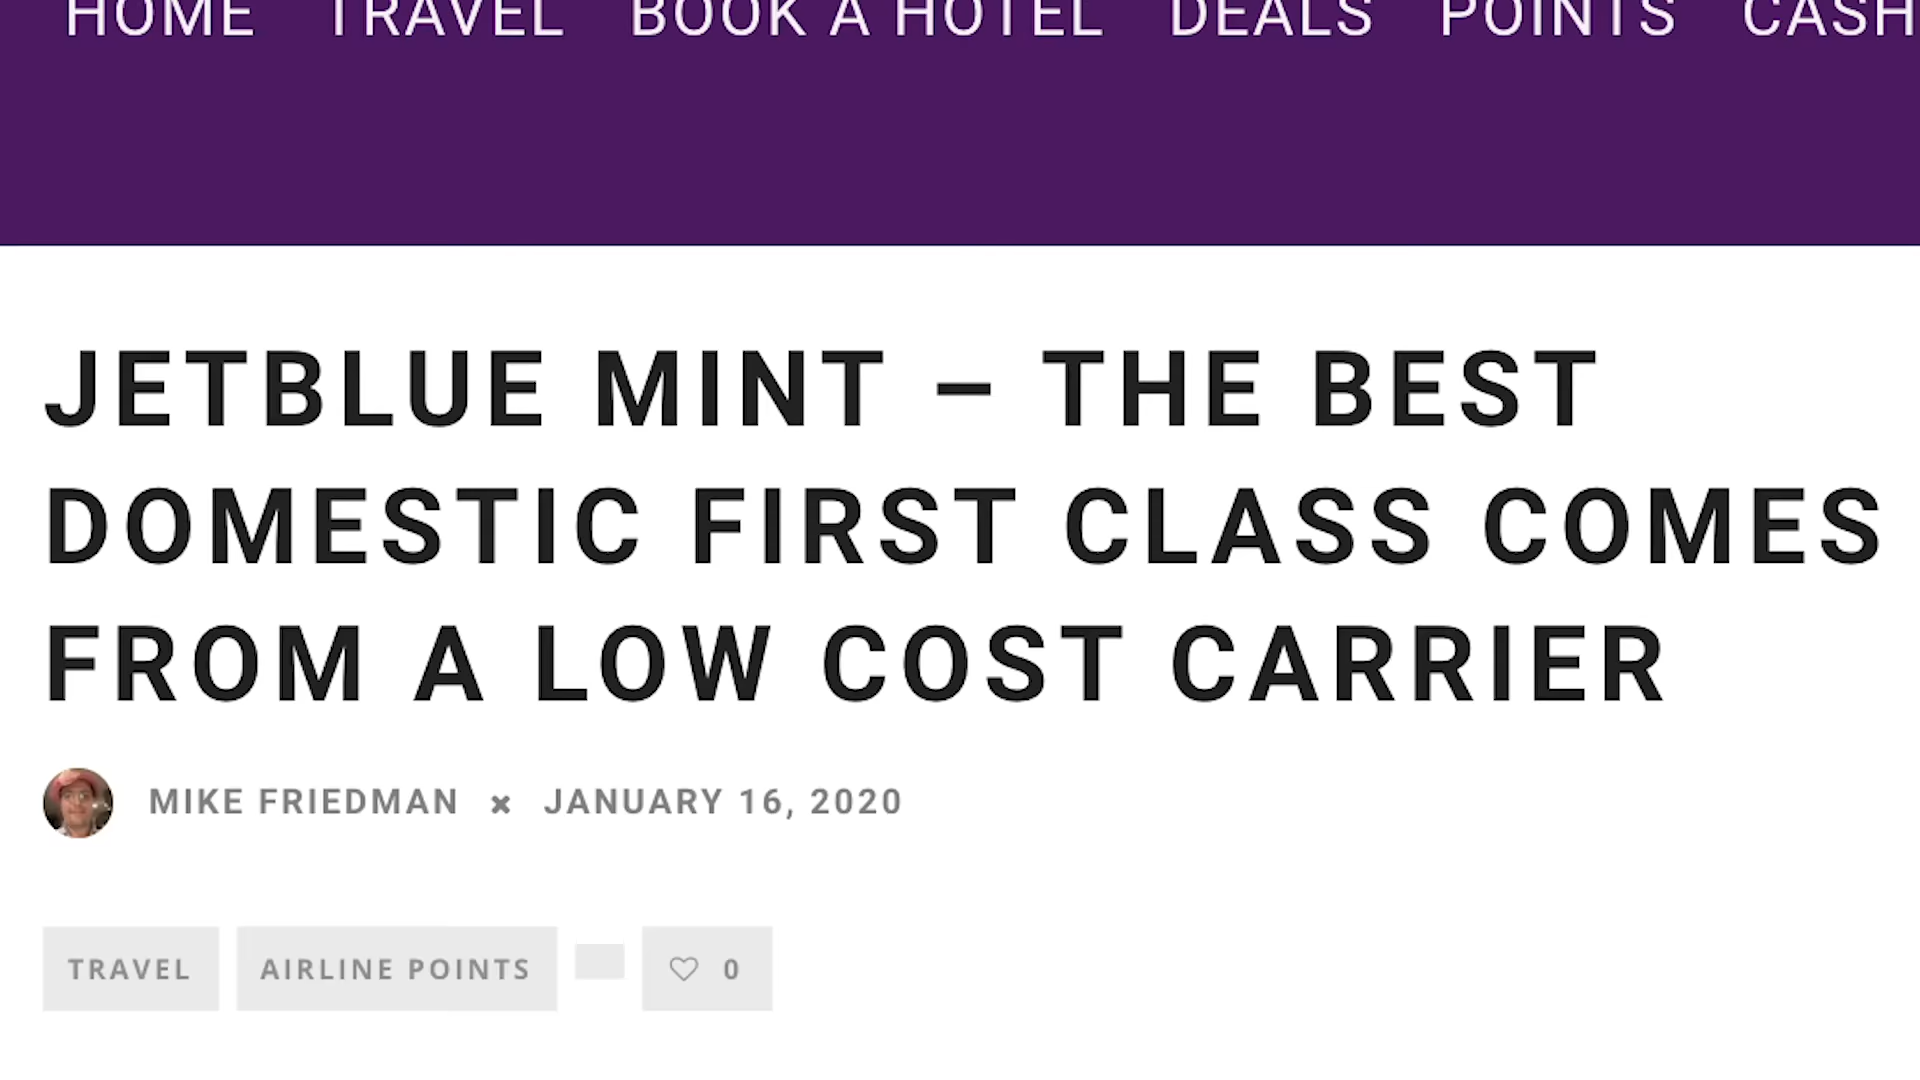 HOME TRAVEL BOOK A HOTEL DEALS POINTS CASH
JETBLUE MINT – THE BEST
DOMESTIC FIRST CLASS COMES
FROM A LOW COST CARRIER
MIKE FRIEDMAN × JANUARY 16, 2020
TRAVEL AIRLINE POINTS 0